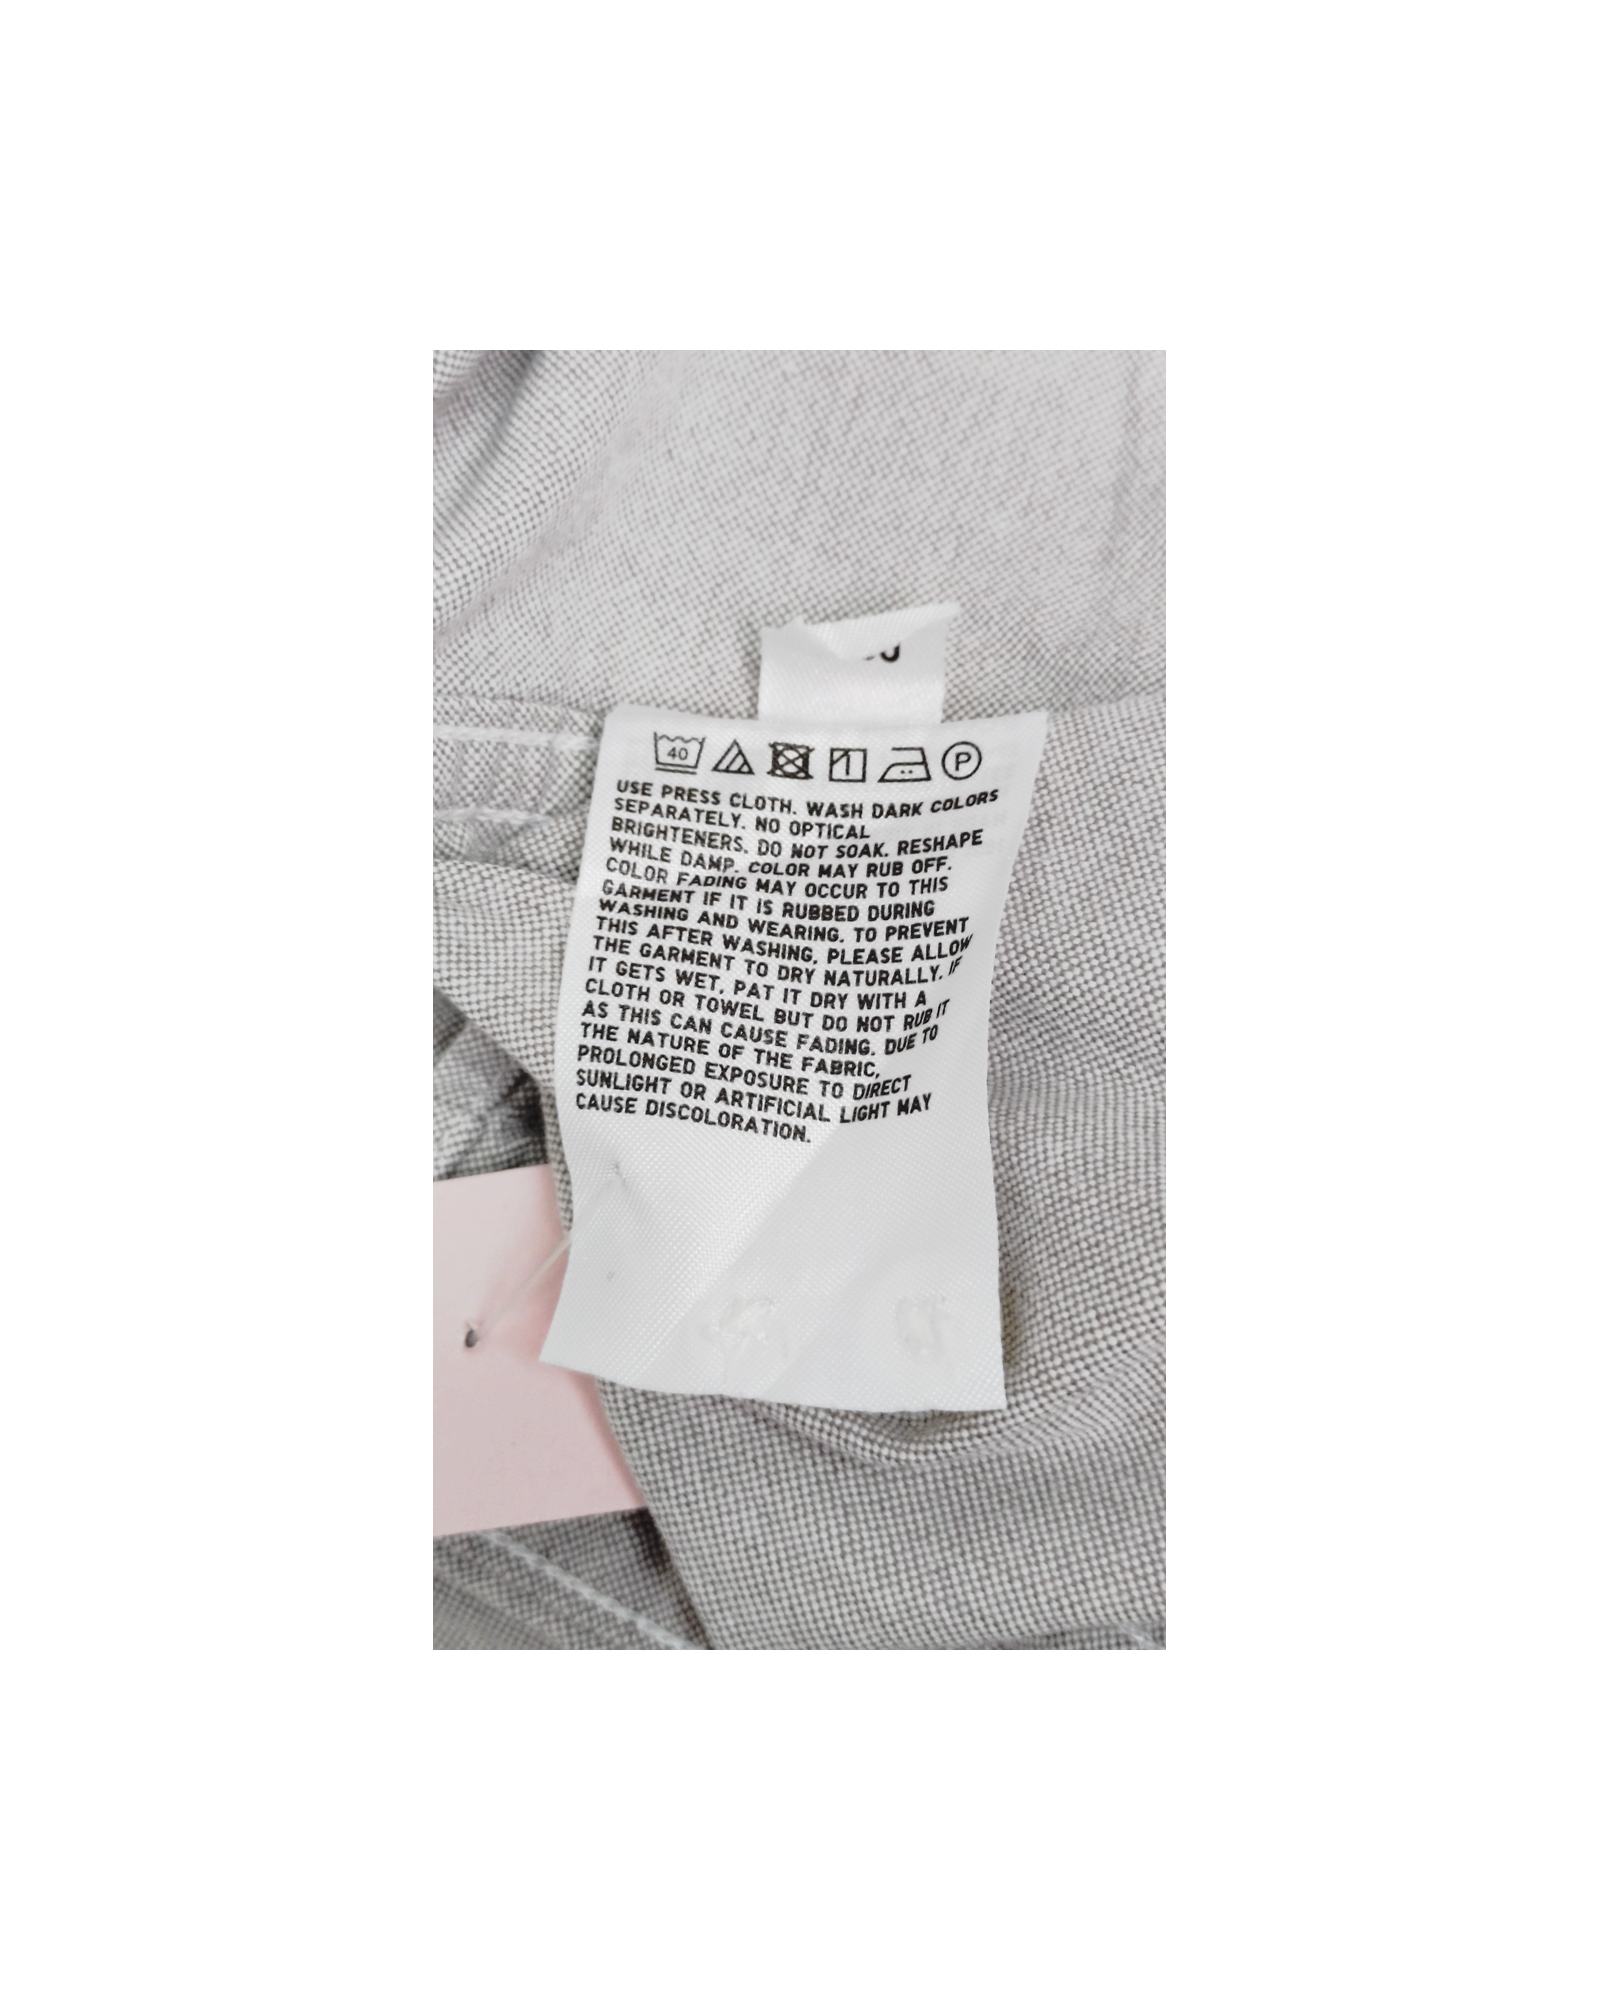 40 P
USE PRESS CLOTH. WASH DARK COLORS
SEPARATELY. NO OPTICAL
BRIGHTENERS. DO NOT SOAK. RESHAPE
WHILE DAMP. COLOR MAY RUB OFF.
COLOR FADING MAY OCCUR TO THIS
GARMENT IF IT IS RUBBED DURING
WASHING AND WEARING. TO PREVENT
THIS AFTER WASHING, PLEASE ALLOW
THE GARMENT TO DRY NATURALLY. IF
IT GETS WET, PAT IT DRY WITH A
CLOTH OR TOWEL BUT DO NOT RUB IT
AS THIS CAN CAUSE FADING. DUE TO
THE NATURE OF THE FABRIC,
PROLONGED EXPOSURE TO DIRECT
SUNLIGHT OR ARTIFICIAL LIGHT MAY
CAUSE DISCOLORATION.